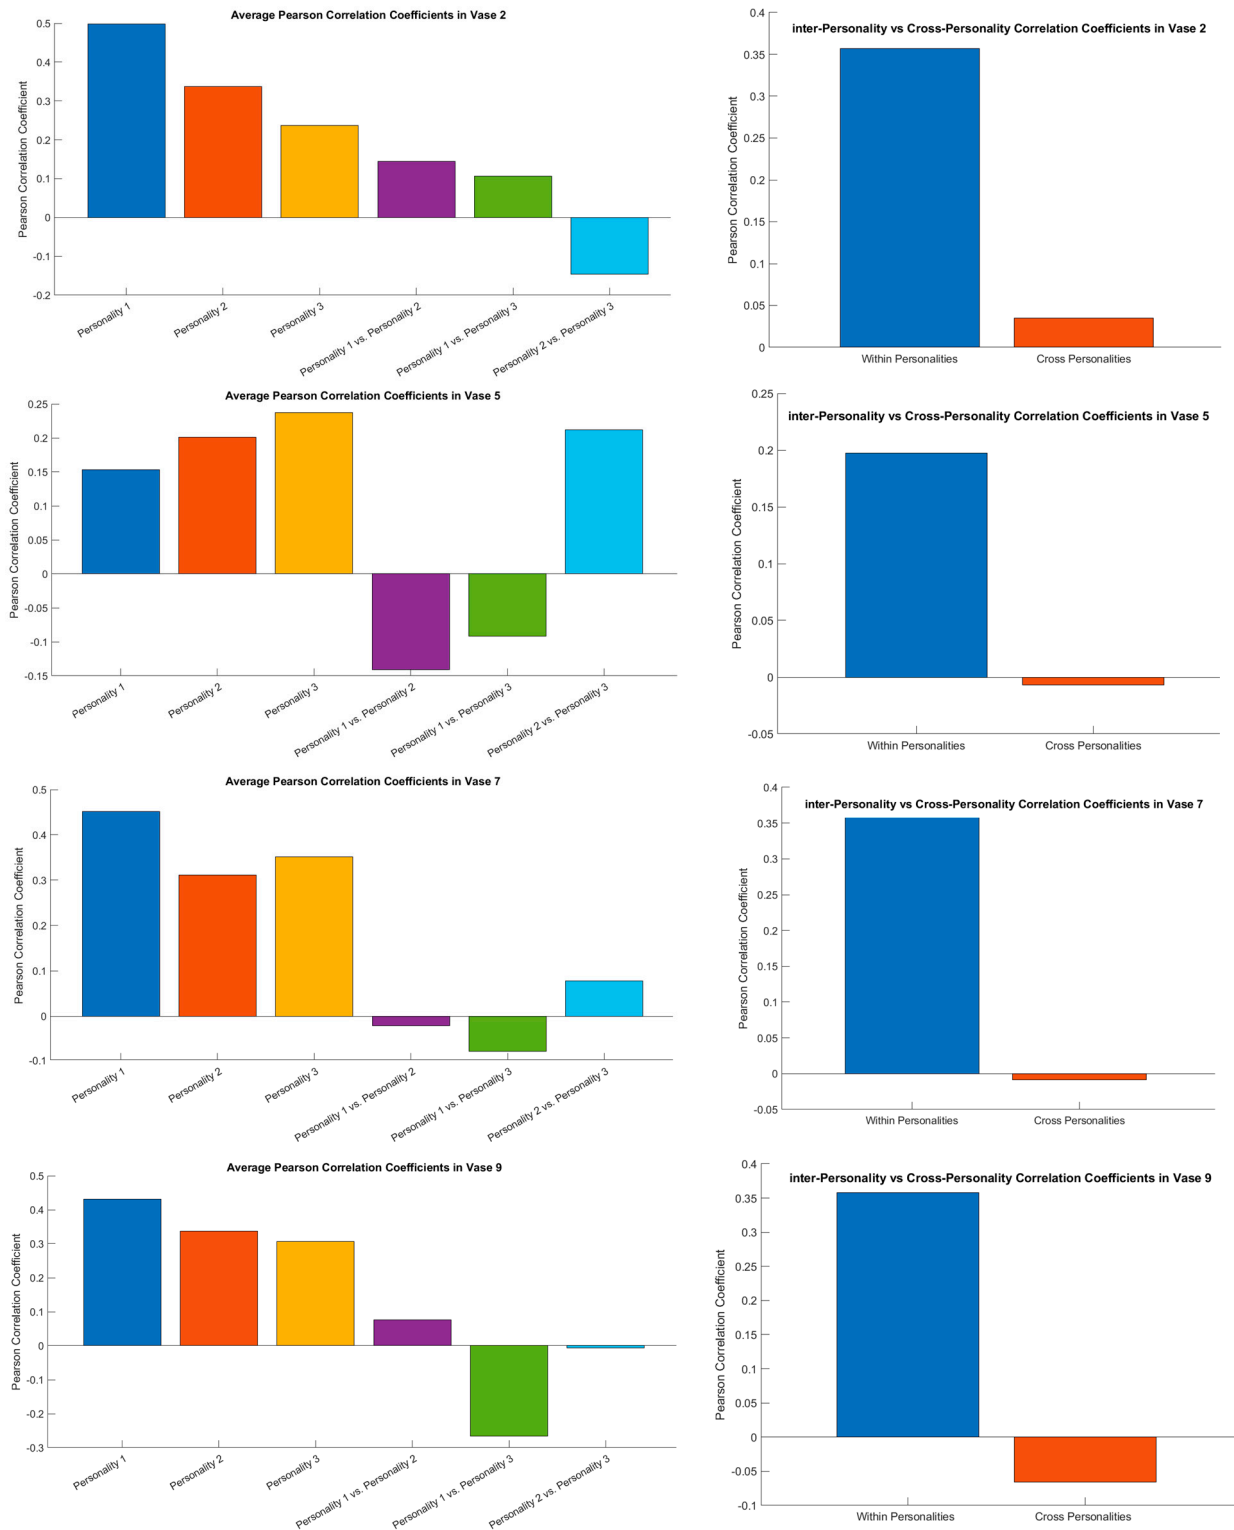 Average Pearson Correlation Coefficients in Vase 2
Pearson Correlation Coefficient
0.5
0.4
0.3
0.2
0.1
0
-0.1
-0.2
Personality 1
Personality 2
Personality 3
Personality 1 vs. Personality 2
Personality 1 vs. Personality 3
Personality 2 vs. Personality 3
inter-Personality vs Cross-Personality Correlation Coefficients in Vase 2
Pearson Correlation Coefficient
0.4
0.35
0.3
0.25
0.2
0.15
0.1
0.05
0
Within Personalities
Cross Personalities
Average Pearson Correlation Coefficients in Vase 5
Pearson Correlation Coefficient
0.25
0.2
0.15
0.1
0.05
0
-0.05
-0.1
-0.15
Personality 1
Personality 2
Personality 3
Personality 1 vs. Personality 2
Personality 1 vs. Personality 3
Personality 2 vs. Personality 3
inter-Personality vs Cross-Personality Correlation Coefficients in Vase 5
Pearson Correlation Coefficient
0.25
0.2
0.15
0.1
0.05
0
-0.05
Within Personalities
Cross Personalities
Average Pearson Correlation Coefficients in Vase 7
Pearson Correlation Coefficient
0.5
0.4
0.3
0.2
0.1
0
-0.1
Personality 1
Personality 2
Personality 3
Personality 1 vs. Personality 2
Personality 1 vs. Personality 3
Personality 2 vs. Personality 3
inter-Personality vs Cross-Personality Correlation Coefficients in Vase 7
Pearson Correlation Coefficient
0.4
0.35
0.3
0.25
0.2
0.15
0.1
0.05
0
-0.05
Within Personalities
Cross Personalities
Average Pearson Correlation Coefficients in Vase 9
Pearson Correlation Coefficient
0.5
0.4
0.3
0.2
0.1
0
-0.1
-0.2
-0.3
Personality 1
Personality 2
Personality 3
Personality 1 vs. Personality 2
Personality 1 vs. Personality 3
Personality 2 vs. Personality 3
inter-Personality vs Cross-Personality Correlation Coefficients in Vase 9
Pearson Correlation Coefficient
0.4
0.35
0.3
0.25
0.2
0.15
0.1
0.05
0
-0.05
-0.1
Within Personalities
Cross Personalities